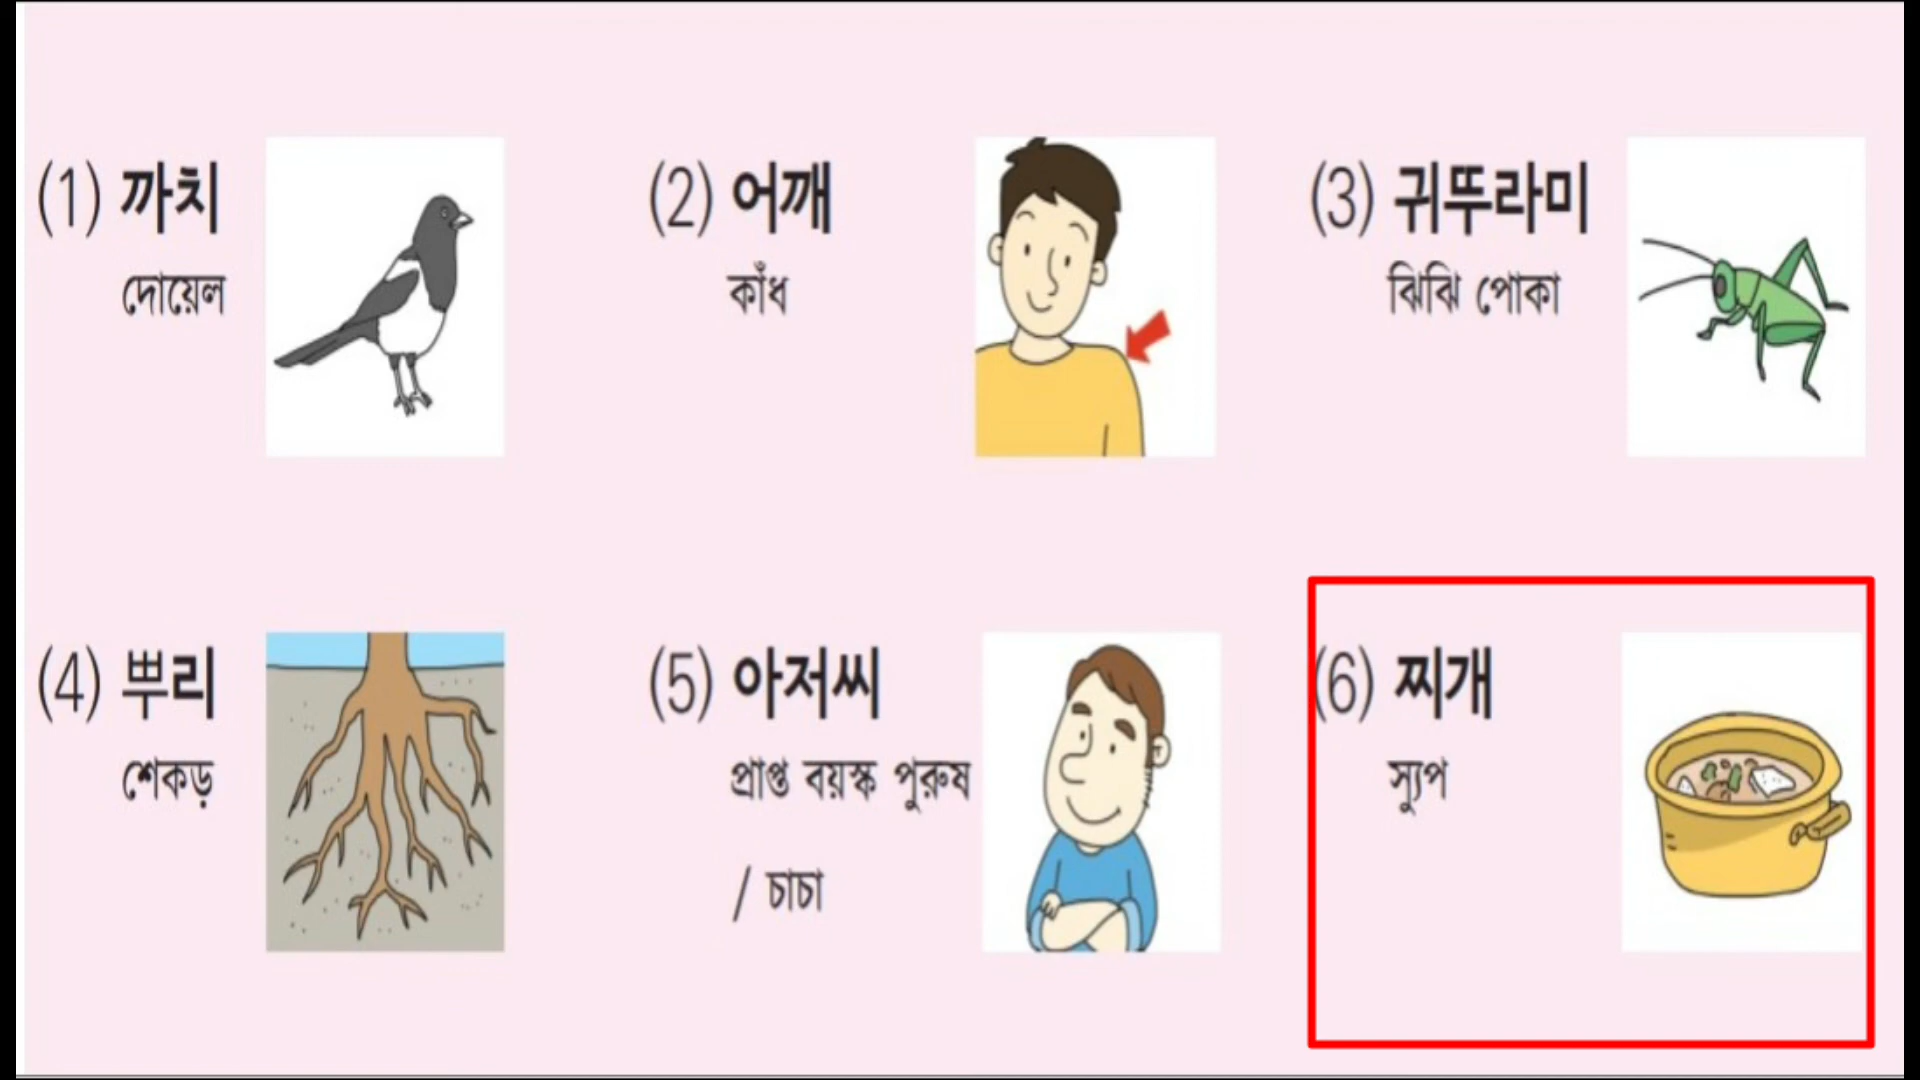 (1) 까치
দোয়েল
(2) 어깨
কাঁধ
(3) 귀뚜라미
ঝিঝি পোকা
(4) 뿌리
শেকড়
(5) 아저씨
প্রাপ্ত বয়স্ক পুরুষ
/ চাচা
(6) 찌개
স্যুপ